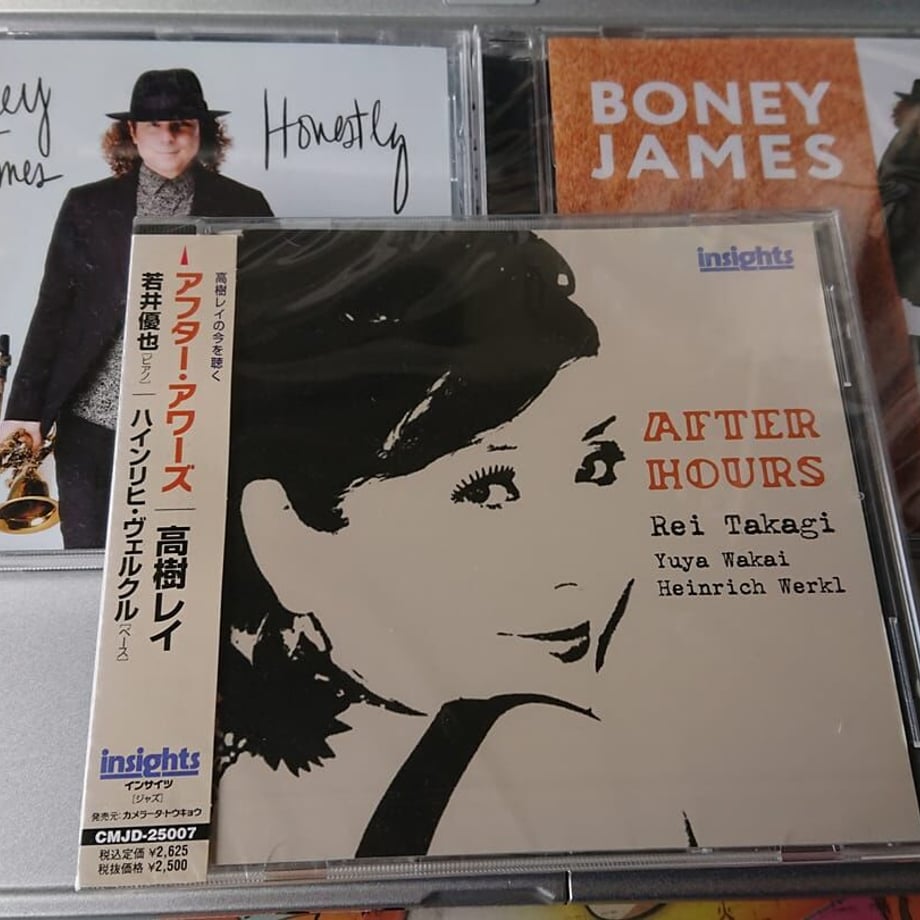 ey
mes
Honestly
BONEY
JAMES
高樹レイの今を聴く
アフター・アワーズ
高樹レイ
若井優也[ピアノ]
ハインリヒ・ヴェルクル[ベース]
insights
インサイツ
[ジャズ]
発売元:カメラータ・トウキョウ
CMJD-25007
税込定価 ¥2,625
税抜価格 ¥2,500
insights
AFTER
HOURS
Rei Takagi
Yuya Wakai
Heinrich Werkl